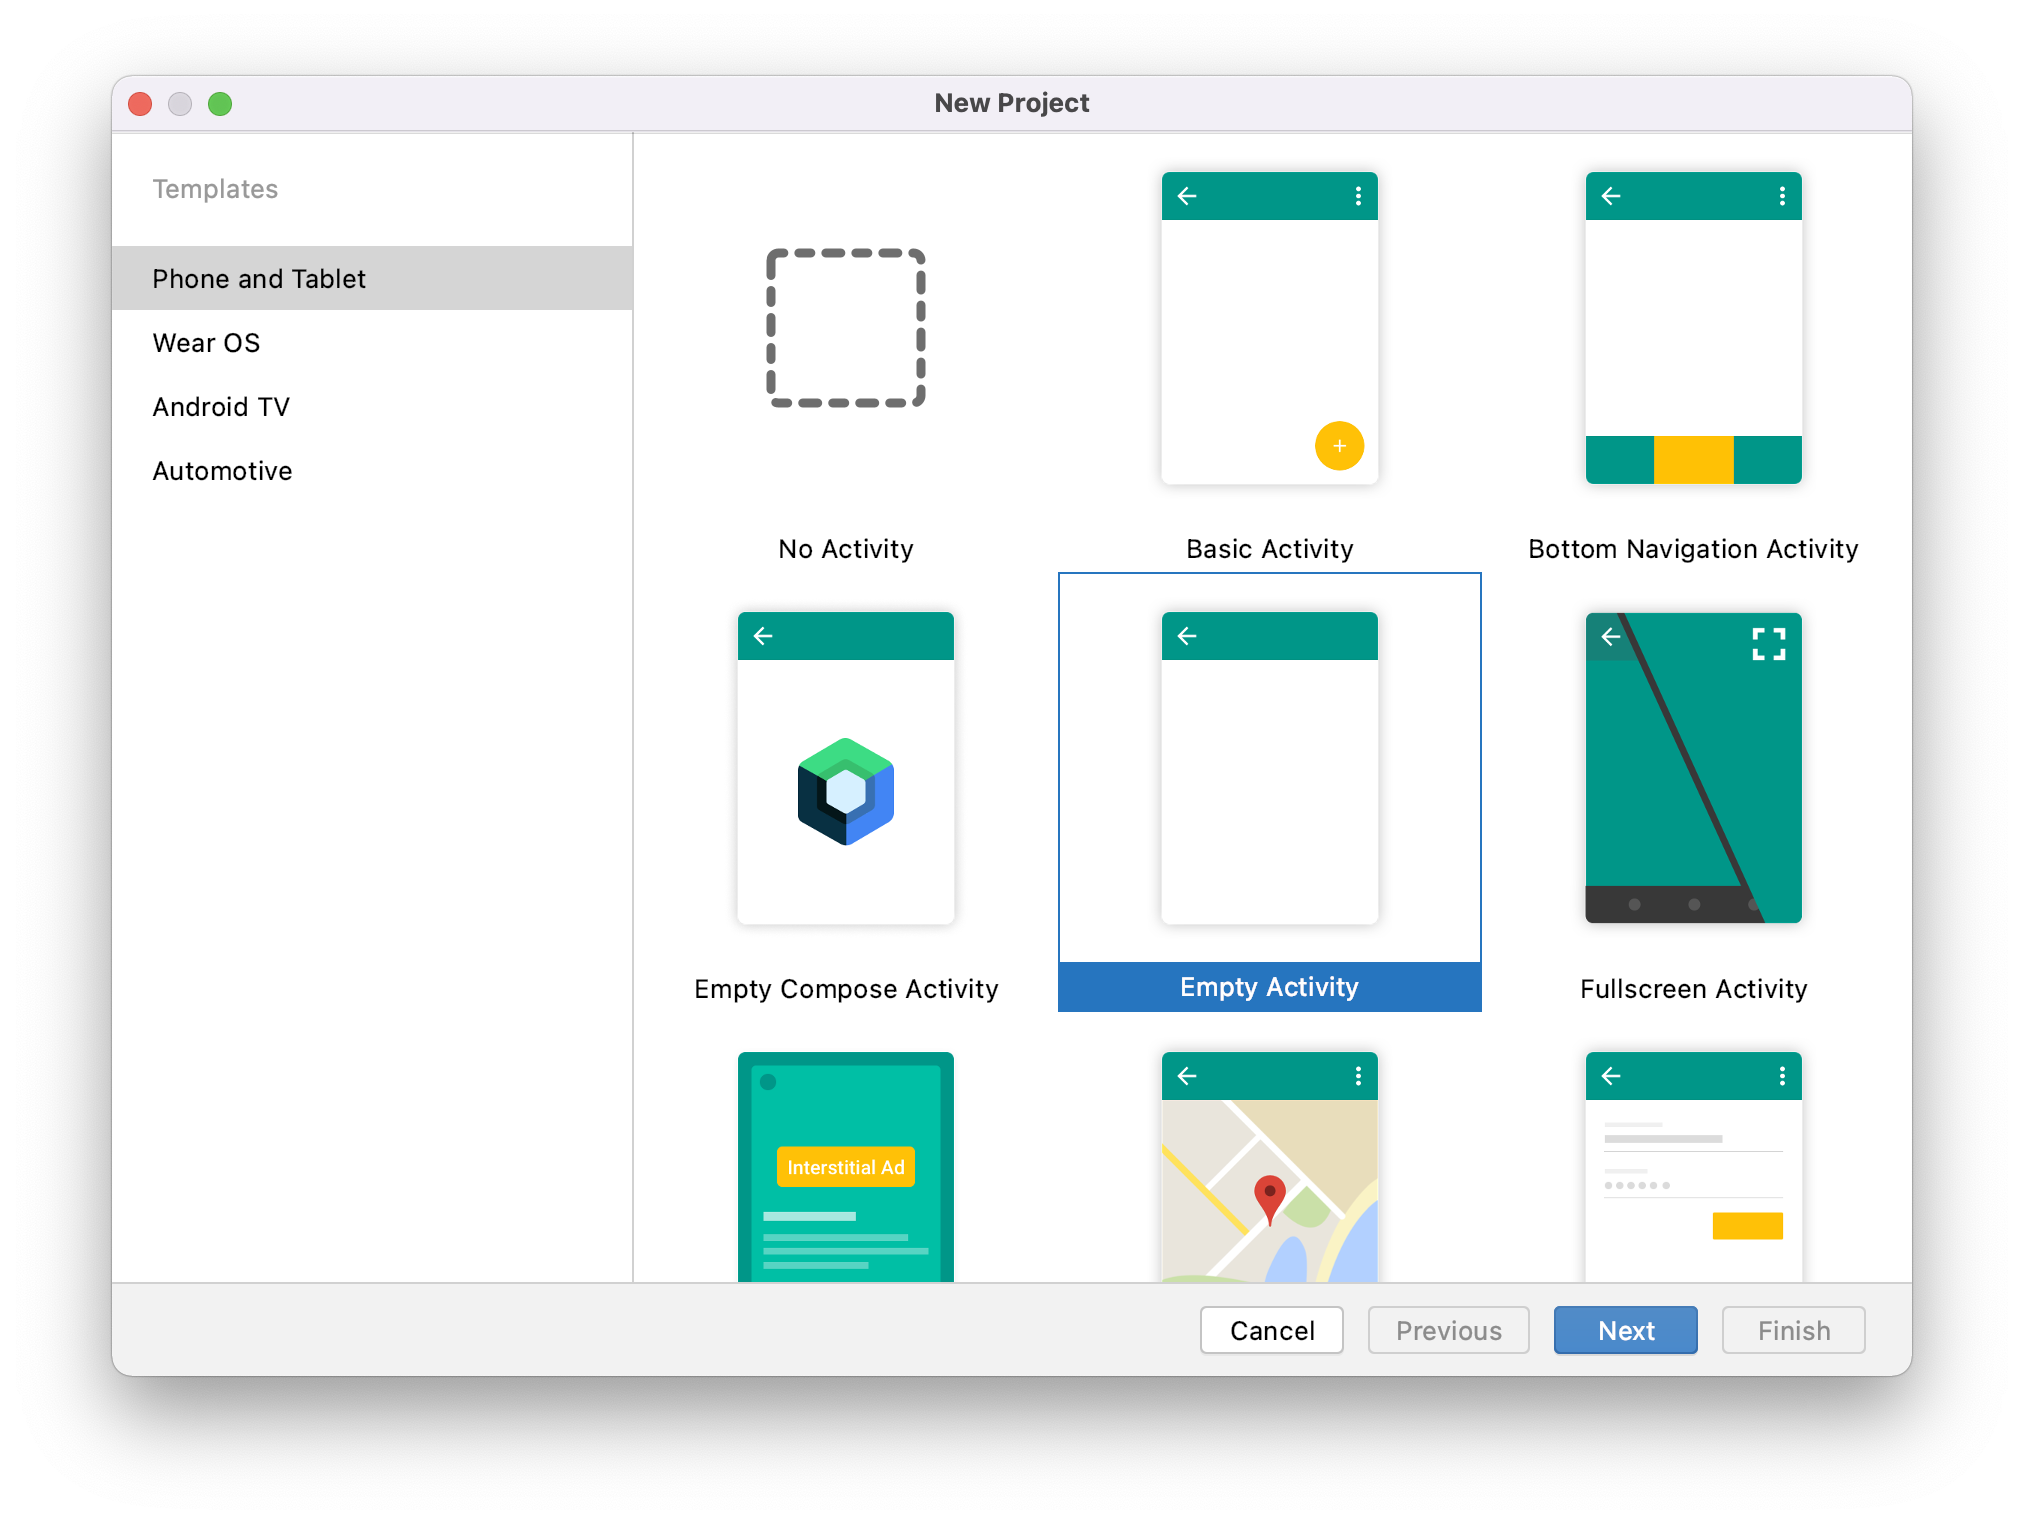 New Project
Templates
Phone and Tablet
Wear OS
Android TV
Automotive
No Activity
Basic Activity
Bottom Navigation Activity
Empty Compose Activity
Empty Activity
Fullscreen Activity
Interstitial Ad
Cancel
Previous
Next
Finish